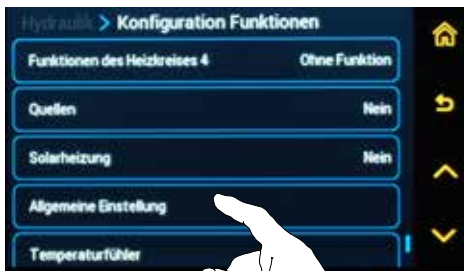 Hydraulik > Konfiguration Funktionen
Funktionen des Heizkreises 4 Ohne Funktion
Quellen Nein
Solarheizung Nein
Allgemeine Einstellung
Temperaturfühler